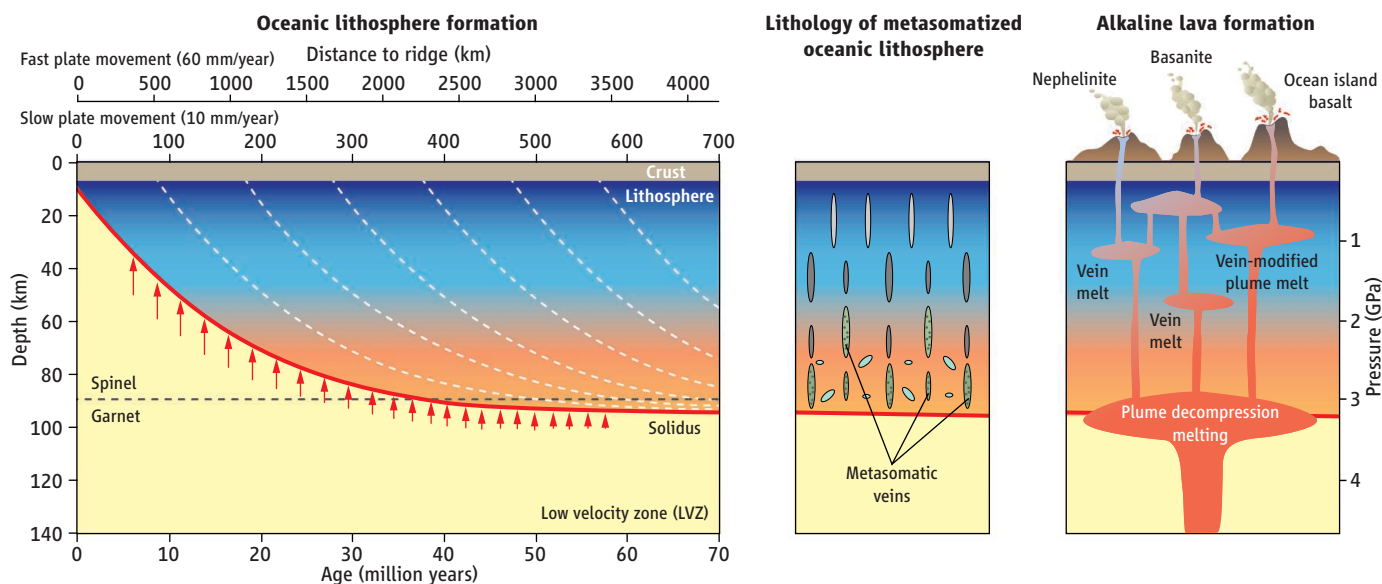 Oceanic lithosphere formation
Fast plate movement (60 mm/year)
Distance to ridge (km)
0 500 1000 1500 2000 2500 3000 3500 4000
Slow plate movement (10 mm/year)
0 100 200 300 400 500 600 700
0
20
40
60
80
100
120
140
Depth (km)
Crust
Lithosphere
Spinel
Garnet
Solidus
Low velocity zone (LVZ)
0 10 20 30 40 50 60 70
Age (million years)
Lithology of metasomatized
oceanic lithosphere
Metasomatic
veins
Alkaline lava formation
Nephelinite
Basanite
Ocean island
basalt
Vein
melt
Vein
melt
Vein-modified
plume melt
Plume decompression
melting
1
2
3
4
Pressure (GPa)